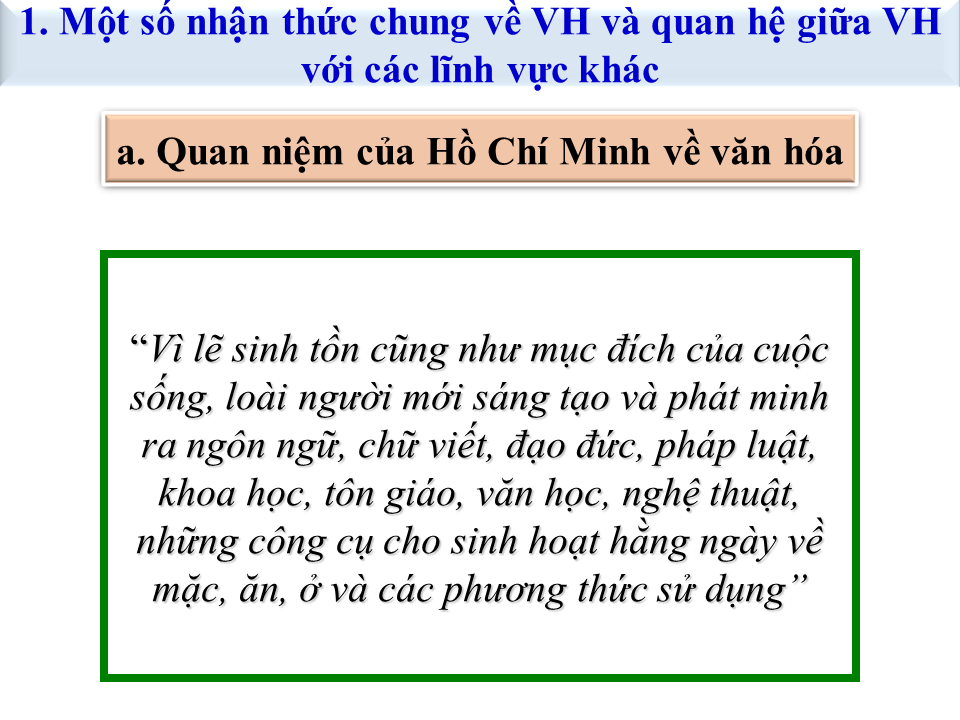 1. Một số nhận thức chung về VH và quan hệ giữa VH
với các lĩnh vực khác
a. Quan niệm của Hồ Chí Minh về văn hóa
“Vì lẽ sinh tồn cũng như mục đích của cuộc
sống, loài người mới sáng tạo và phát minh
ra ngôn ngữ, chữ viết, đạo đức, pháp luật,
khoa học, tôn giáo, văn học, nghệ thuật,
những công cụ cho sinh hoạt hằng ngày về
mặc, ăn, ở và các phương thức sử dụng”